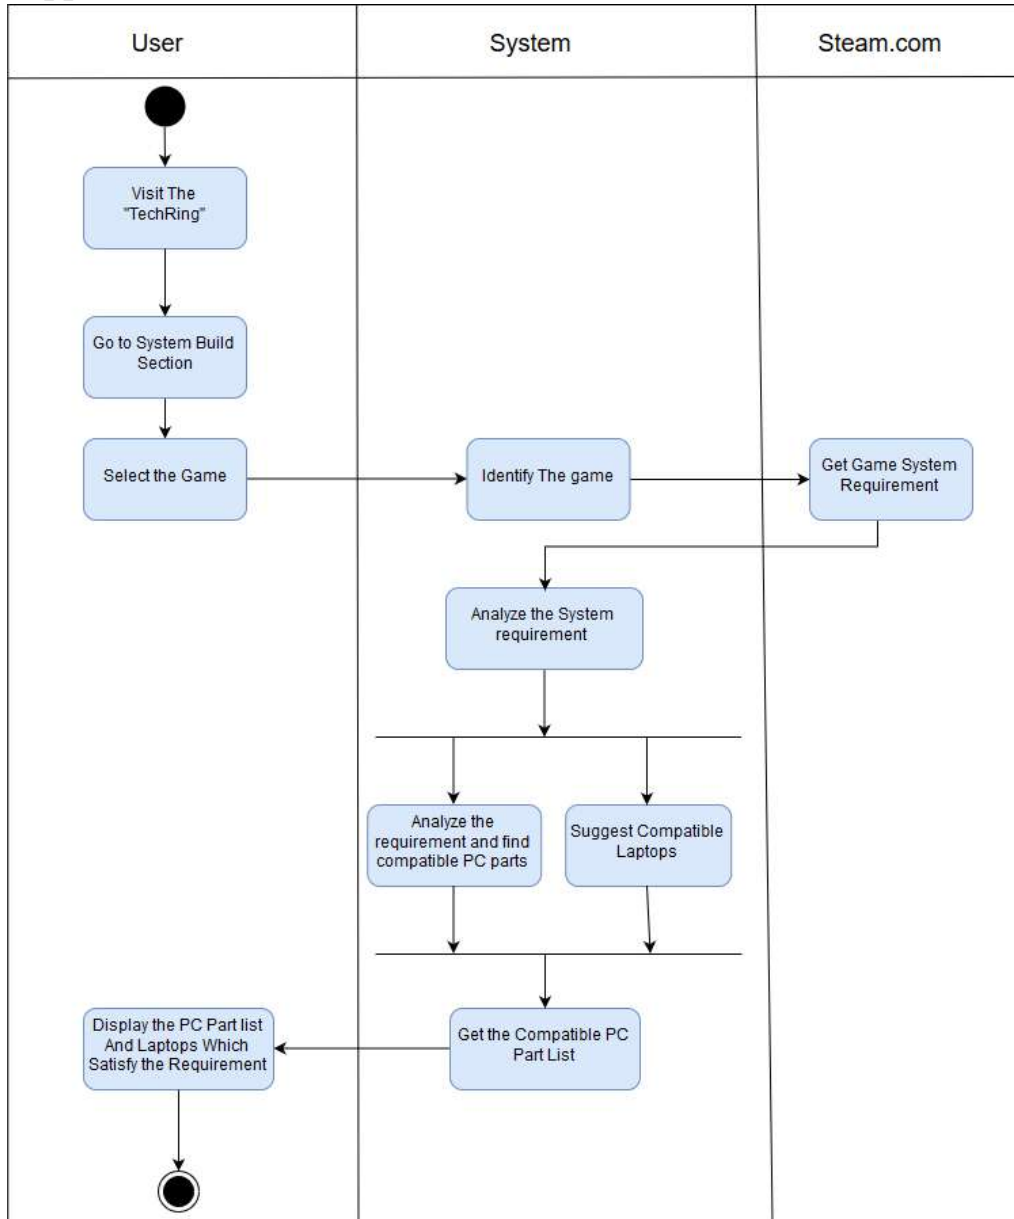 User
System
Steam.com
Visit The
"TechRing"
Go to System Build
Section
Select the Game
Identify The game
Get Game System
Requirement
Analyze the System
requirement
Analyze the
requirement and find
compatible PC parts
Suggest Compatible
Laptops
Get the Compatible PC
Part List
Display the PC Part list
And Laptops Which
Satisfy the Requirement